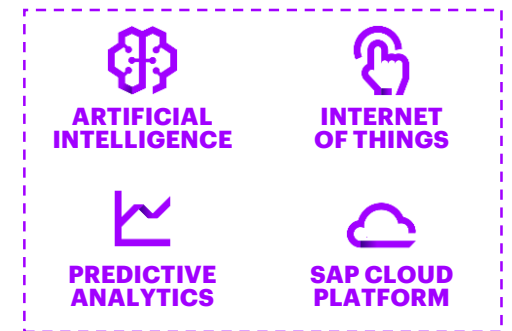 ARTIFICIAL
INTELLIGENCE
INTERNET
OF THINGS
PREDICTIVE
ANALYTICS
SAP CLOUD
PLATFORM